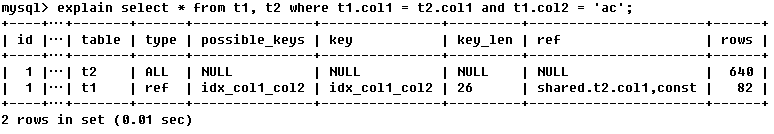 mysql> explain select * from t1, t2 where t1.col1 = t2.col1 and t1.col2 = 'ac';
+----+...+-------+------+---------------+---------------+---------+----------------------+------+
| id |...| table | type | possible_keys | key           | key_len | ref                  | rows |
+----+...+-------+------+---------------+---------------+---------+----------------------+------+
|  1 |...| t2    | ALL  | NULL          | NULL          | NULL    | NULL                 |  640 |
|  1 |...| t1    | ref  | idx_col1_col2 | idx_col1_col2 | 26      | shared.t2.col1,const |   82 |
+----+...+-------+------+---------------+---------------+---------+----------------------+------+
2 rows in set (0.01 sec)